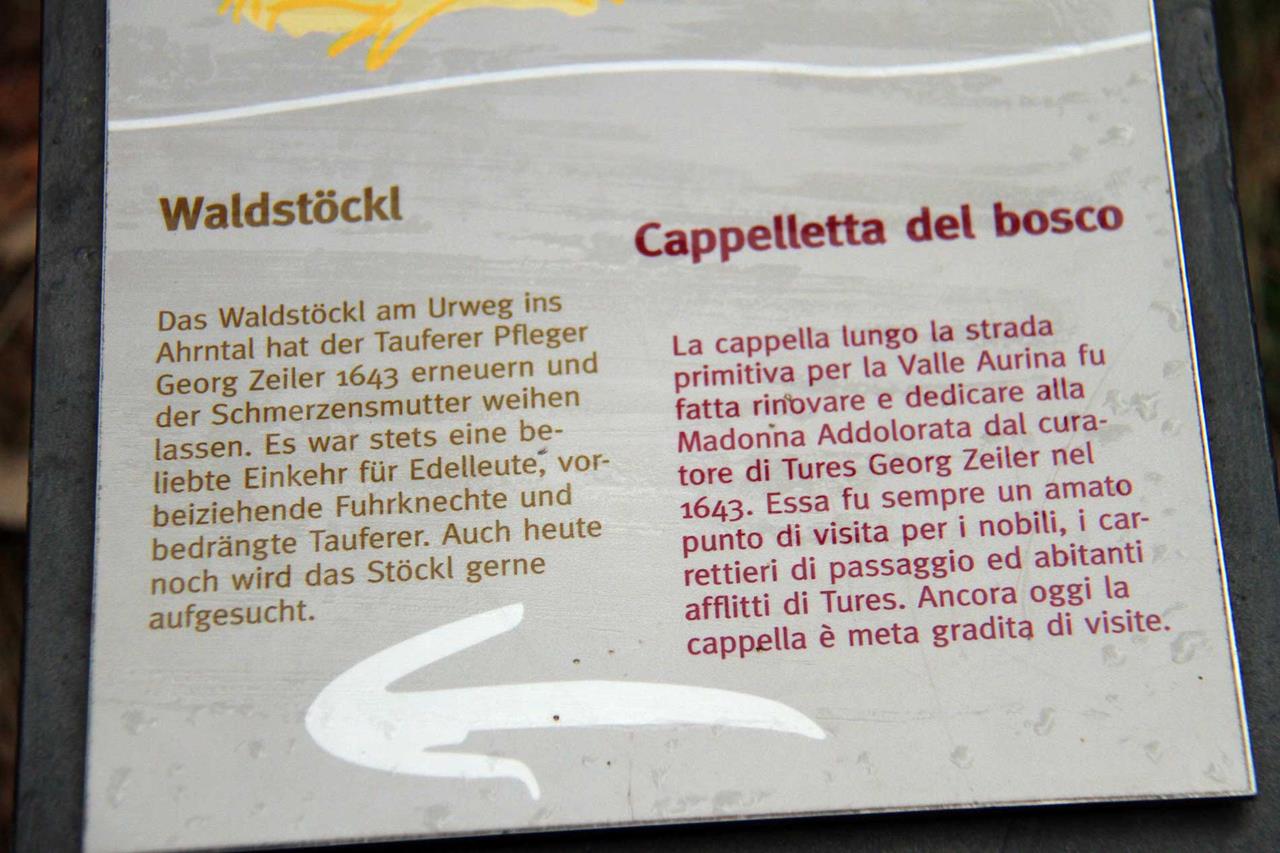 Waldstöckl
Das Waldstöckl am Urweg ins
Ahrntal hat der Tauferer Pfleger
Georg Zeiler 1643 erneuern und
der Schmerzensmutter weihen
lassen. Es war stets eine be-
liebte Einkehr für Edelleute, vor-
beiziehende Fuhrknechte und
bedrängte Tauferer. Auch heute
noch wird das Stöckl gerne
aufgesucht.
Cappelletta del bosco
La cappella lungo la strada
primitiva per la Valle Aurina fu
fatta rinovare e dedicare alla
Madonna Addolorata dal cura-
tore di Tures Georg Zeiler nel
1643. Essa fu sempre un amato
punto di visita per i nobili, i car-
rettieri di passaggio ed abitanti
afflitti di Tures. Ancora oggi la
cappella è meta gradita di visite.